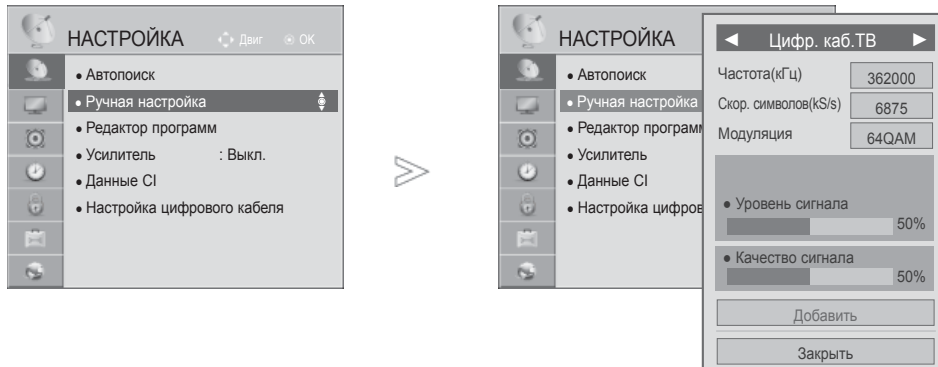 НАСТРОЙКА Двиг OK
● Автопоиск
● Ручная настройка
● Редактор программ
● Усилитель : Выкл.
● Данные CI
● Настройка цифрового кабеля
НАСТРОЙКА
● Автопоиск
● Ручная настройка
● Редактор програм
● Усилитель
● Данные CI
● Настройка цифров
◄ Цифр. каб.ТВ ►
Частота(кГц) 362000
Скор. символов(kS/s) 6875
Модуляция 64QAM
● Уровень сигнала
50%
● Качество сигнала
50%
Добавить
Закрыть